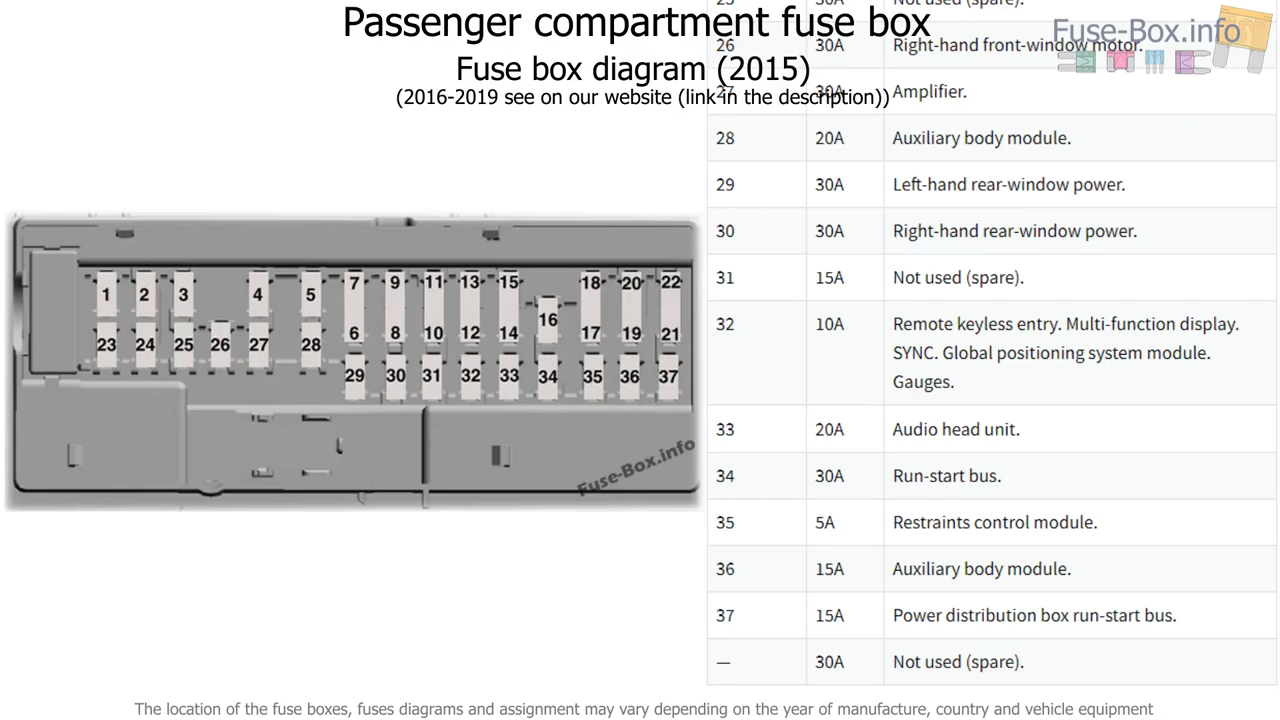 Passenger compartment fuse box
Fuse box diagram (2015)
(2016-2019 see on our website (link in the description))
Fuse-Box.info
25 30A Not used (spare).
26 30A Right-hand front-window motor.
27 30A Amplifier.
28 20A Auxiliary body module.
29 30A Left-hand rear-window power.
30 30A Right-hand rear-window power.
31 15A Not used (spare).
32 10A Remote keyless entry. Multi-function display.
SYNC. Global positioning system module.
Gauges.
33 20A Audio head unit.
34 30A Run-start bus.
35 5A Restraints control module.
36 15A Auxiliary body module.
37 15A Power distribution box run-start bus.
— 30A Not used (spare).
1 2 3 4 5 7 9 11 13 15 18 20 22
16
23 24 25 26 27 28 6 8 10 12 14 17 19 21
29 30 31 32 33 34 35 36 37
Fuse-Box.info
The location of the fuse boxes, fuses diagrams and assignment may vary depending on the year of manufacture, country and vehicle equipment